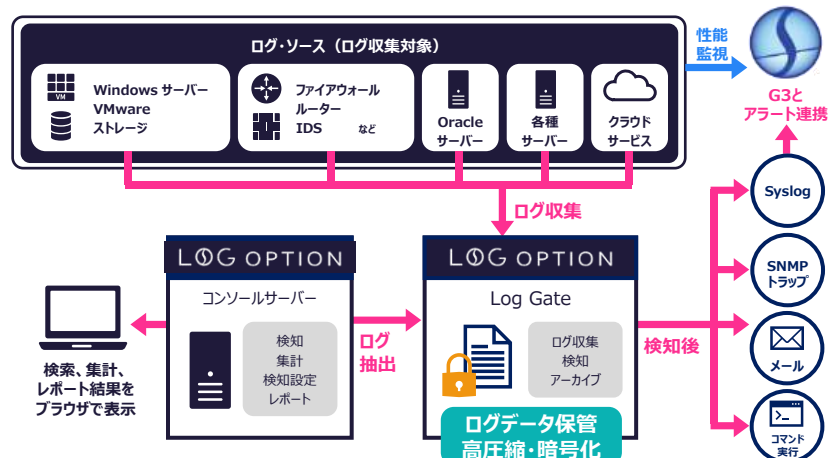 ログ・ソース（ログ収集対象）
VM
Windows サーバー
VMware
ストレージ
ファイアウォール
ルーター
IDS など
Oracle
サーバー
各種
サーバー
クラウド
サービス
性能
監視
G3と
アラート連携
ログ収集
LOG OPTION
コンソールサーバー
検知
集計
検知設定
レポート
検索、集計、
レポート結果を
ブラウザで表示
ログ
抽出
LOG OPTION
Log Gate
ログ収集
検知
アーカイブ
ログデータ保管
高圧縮・暗号化
検知後
Syslog
SNMP
トラップ
メール
コマンド
実行